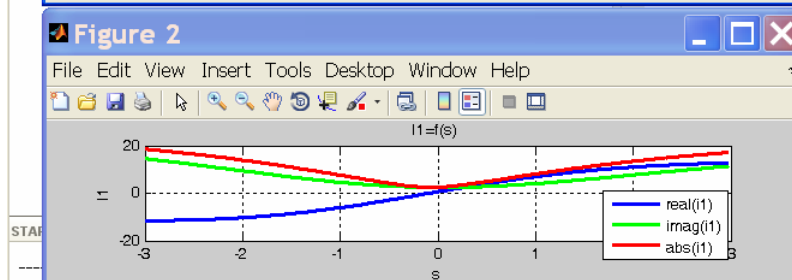 Figure 2
File Edit View Insert Tools Desktop Window Help
I1=f(s)
20
0
-20
I1
-3 -2 -1 0 1 3
s
real(i1)
imag(i1)
abs(i1)
STAR